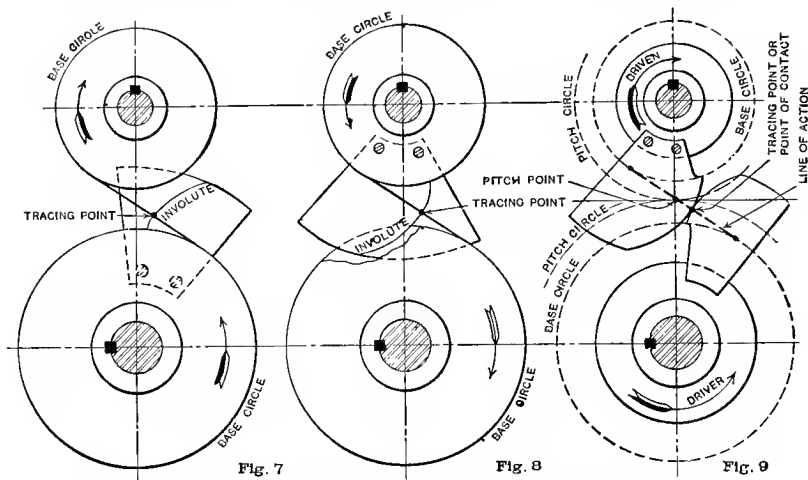 BASE CIRCLE
INVOLUTE
TRACING POINT
BASE CIRCLE
Fig. 7
BASE CIRCLE
TRACING POINT
INVOLUTE
BASE CIRCLE
Fig. 8
PITCH CIRCLE
DRIVEN
BASE CIRCLE
TRACING POINT OR
POINT OF CONTACT
LINE OF ACTION
PITCH POINT
PITCH CIRCLE
BASE CIRCLE
DRIVER
Fig. 9